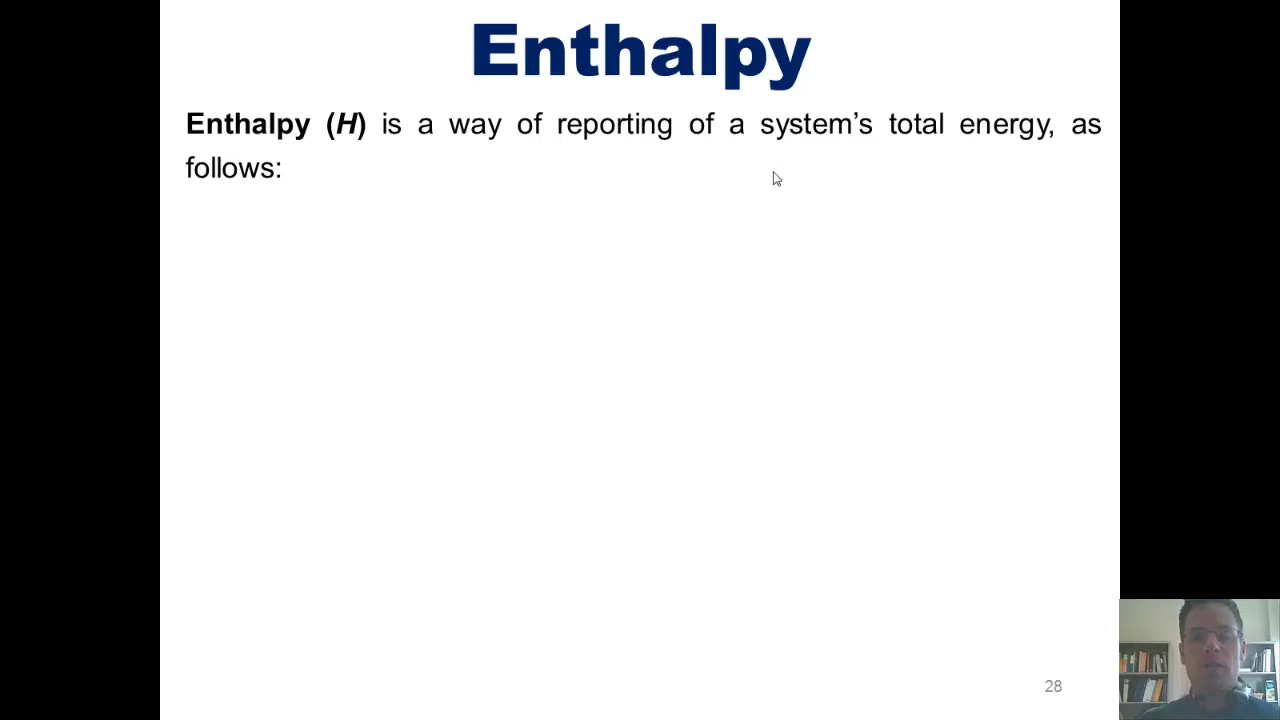 Enthalpy
Enthalpy (H) is a way of reporting of a system’s total energy, as
follows:
28